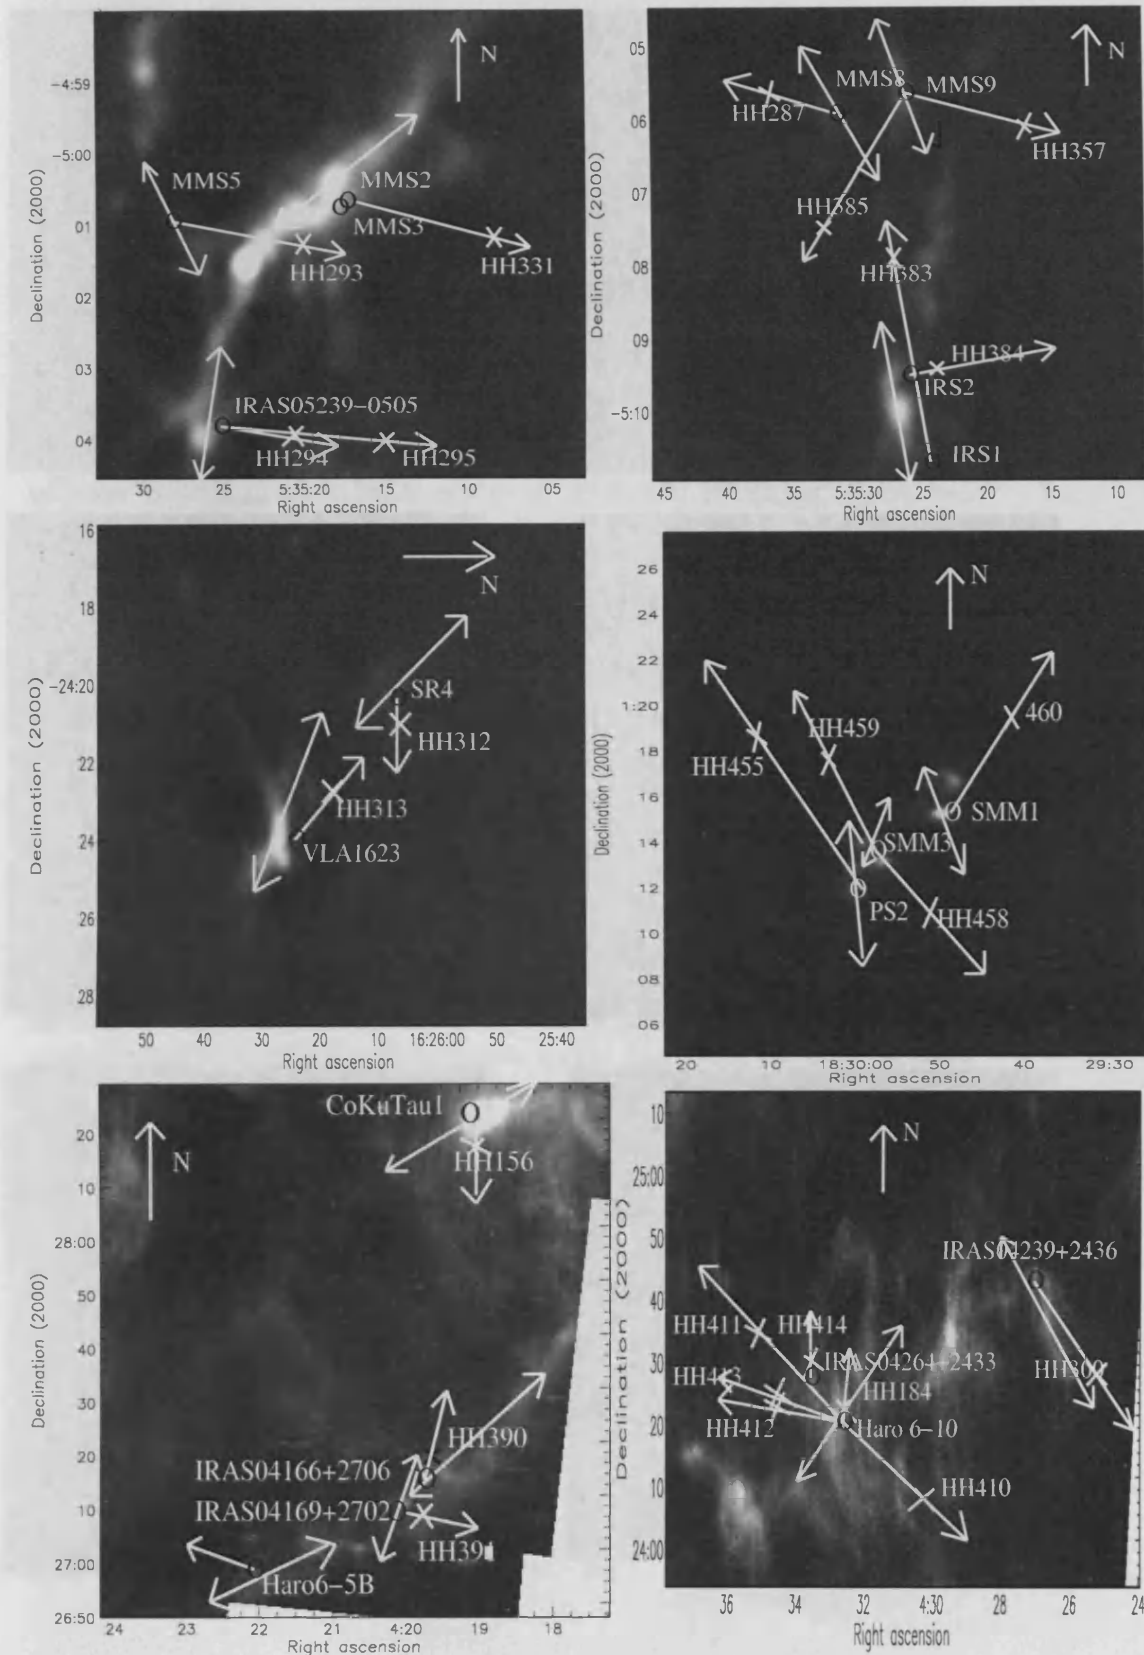 Declination (2000)
-4:59
-5:00
01
02
03
04
N
MMS5
MMS2
MMS3
HH293
HH331
IRAS05239-0505
HH294
HH295
30 25 5:35:20 15 10 05
Right ascension
Declination (2000)
05
06
07
08
09
-5:10
N
MMS8
MMS9
HH287
HH357
HH385
HH383
HH384
IRS2
IRS1
45 40 35 5:35:30 25 20 15 10
Right ascension
Declination (2000)
16
18
-24:20
22
24
26
28
N
SR4
HH312
HH313
VLA1623
50 40 30 20 10 16:26:00 50 25:40
Right ascension
Declination (2000)
26
24
22
1:20
18
16
14
12
10
08
06
N
HH459
460
HH455
SMM1
SMM3
PS2
HH458
20 10 18:30:00 50 40 29:30
Right ascension
Declination (2000)
20
10
28:00
50
40
30
20
10
27:00
26:50
CoKuTau1
N
HH156
HH390
IRAS04166+2706
IRAS04169+2702
HH391
Haro6-5B
24 23 22 21 4:20 19 18
Right ascension
Declination (2000)
10
25:00
50
40
30
20
10
24:00
N
IRAS04239+2436
HH411
HH414
IRAS04264+2433
HH300
HH413
HH184
HH412
Haro 6-10
HH410
36 34 32 4:30 28 26 24
Right ascension